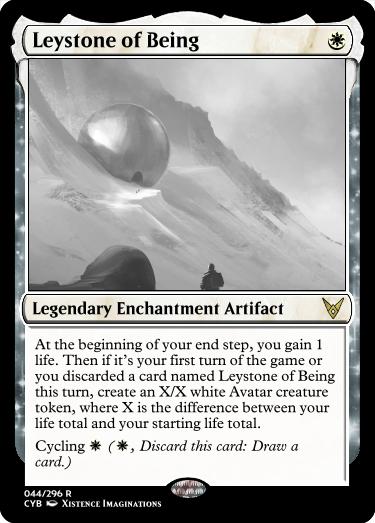 Leystone of Being
Legendary Enchantment Artifact
At the beginning of your end step, you gain 1
life. Then if it's your first turn of the game or
you discarded a card named Leystone of Being
this turn, create an X/X white Avatar creature
token, where X is the difference between your
life total and your starting life total.
Cycling (, Discard this card: Draw a
card.)
044/296 R
CYB Xistence Imaginations